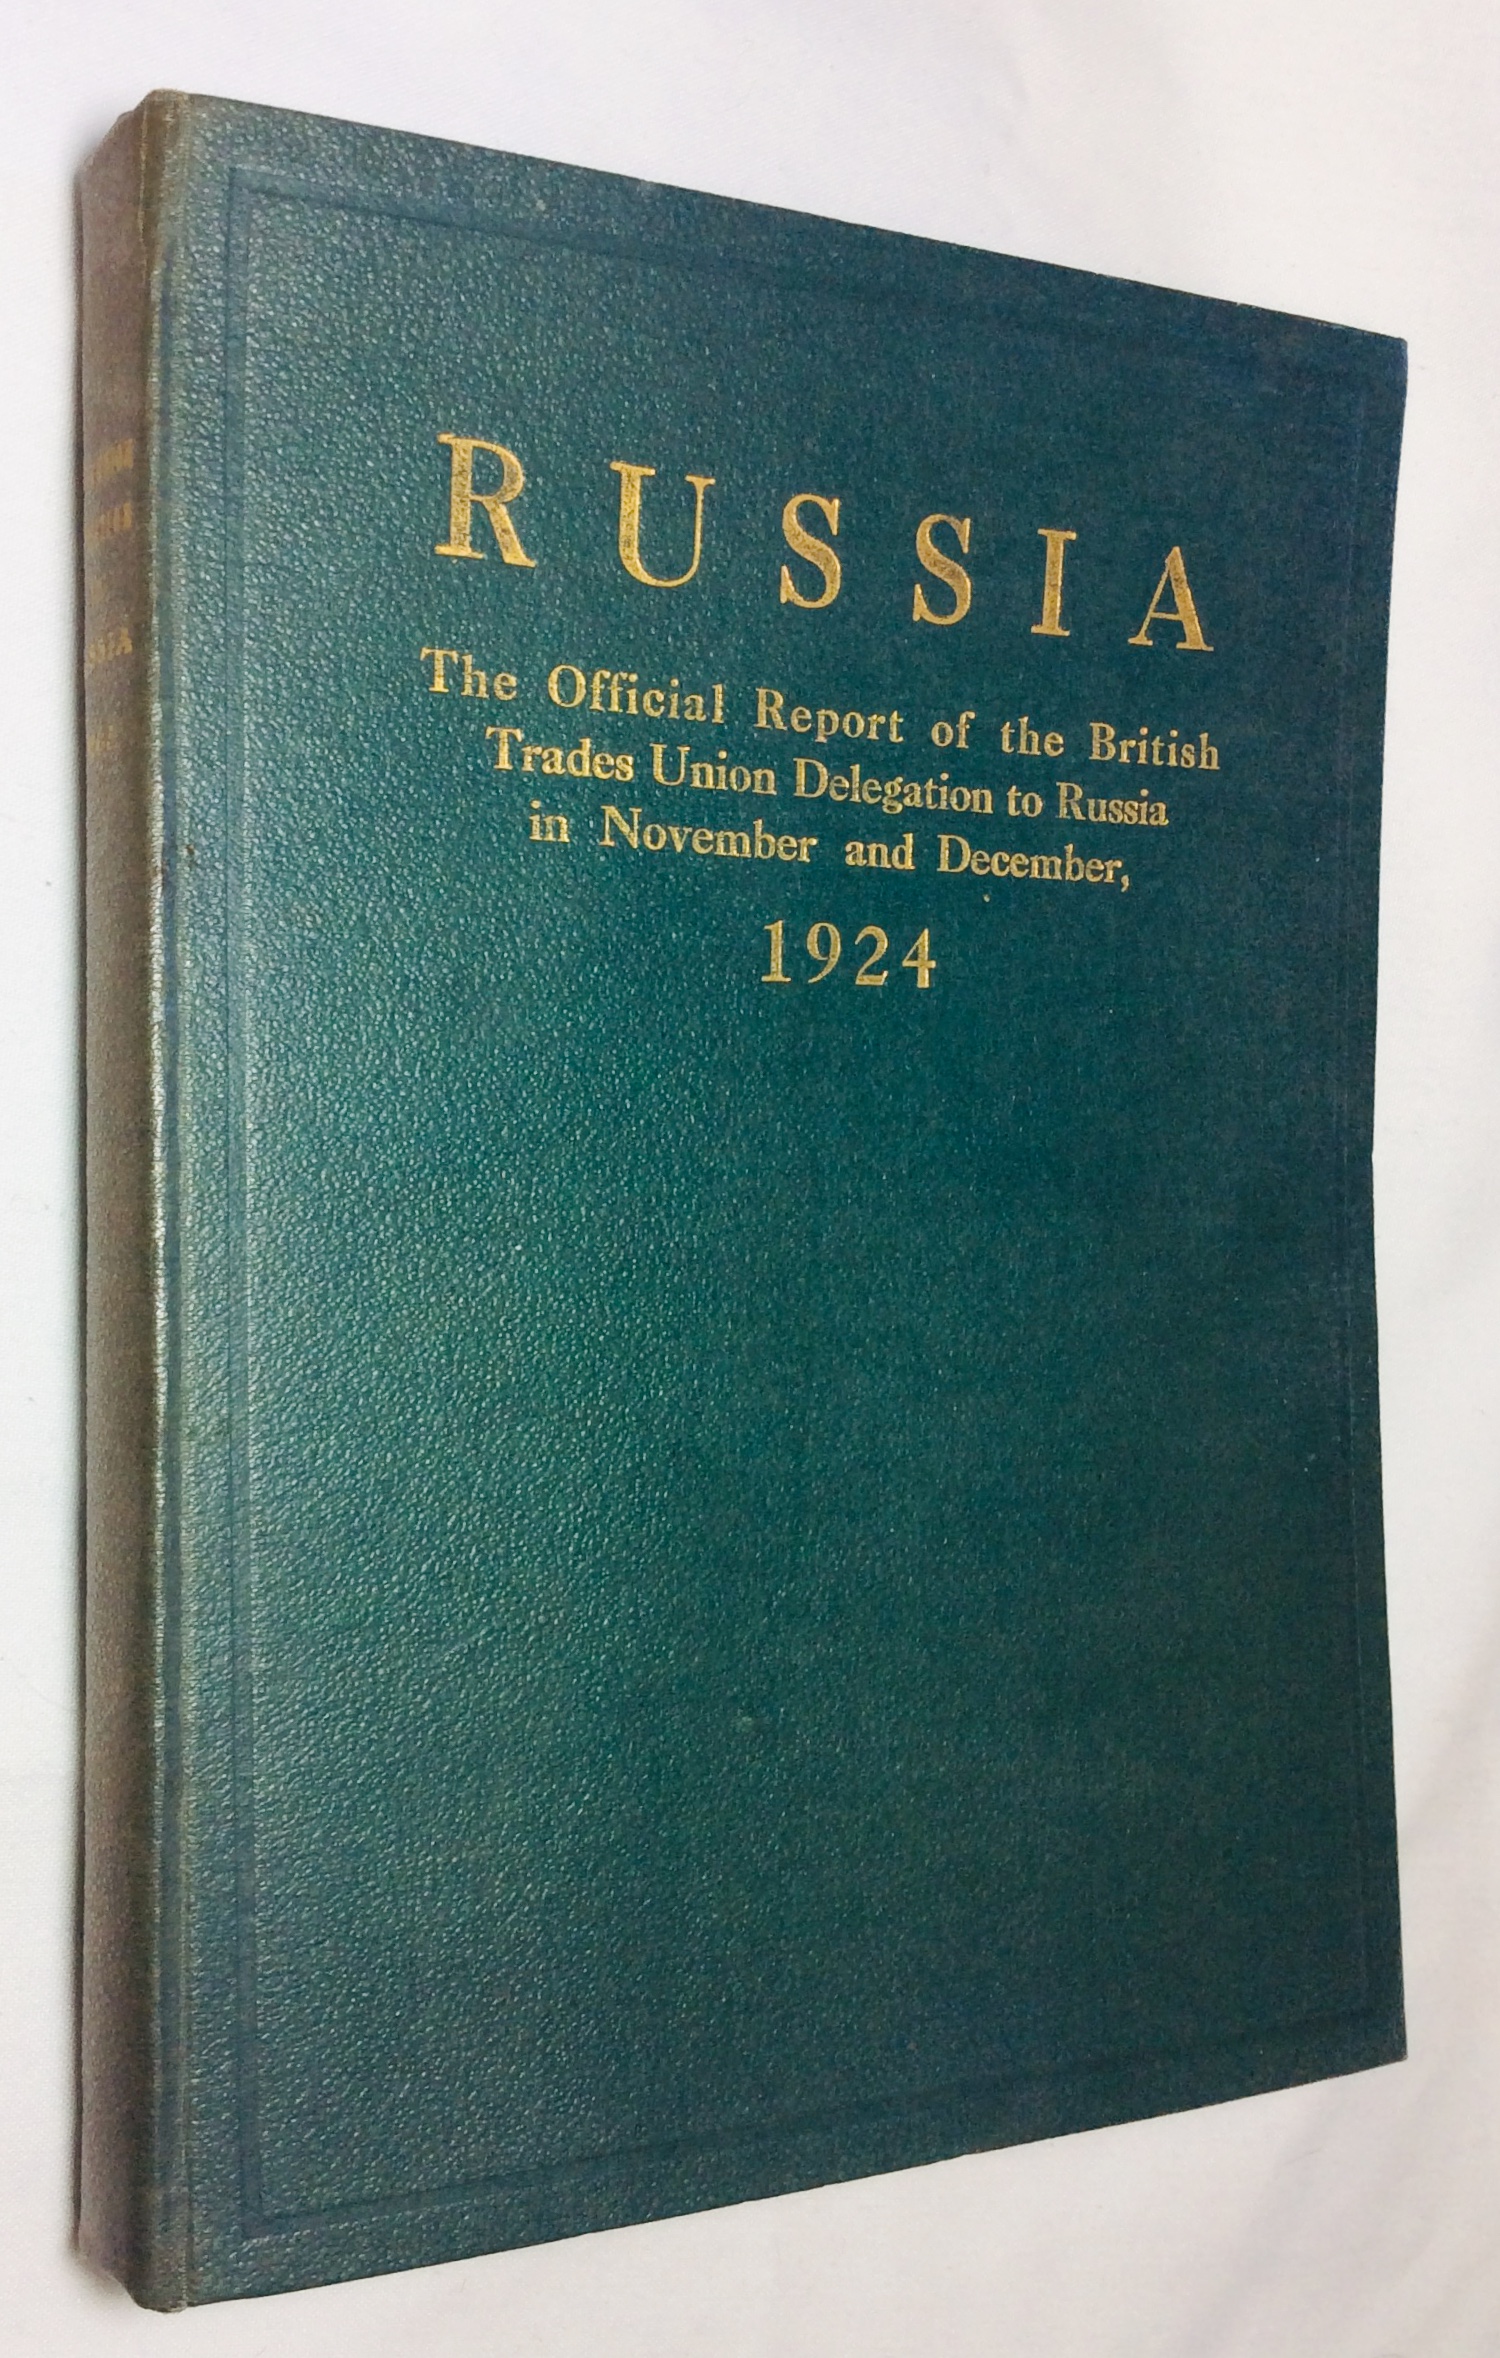 RUSSIA
The Official Report of the British
Trades Union Delegation to Russia
in November and December,
1924